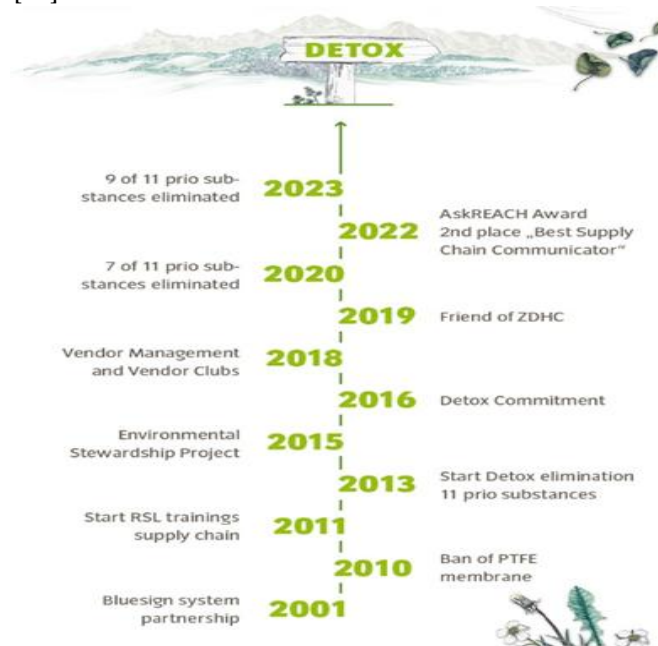 DETOX
9 of 11 prio sub-
stances eliminated
2023
2022
AskREACH Award
2nd place „Best Supply
Chain Communicator“
7 of 11 prio sub-
stances eliminated
2020
2019
Friend of ZDHC
Vendor Management
and Vendor Clubs
2018
2016
Detox Commitment
Environmental
Stewardship Project
2015
2013
Start Detox elimination
11 prio substances
Start RSL trainings
supply chain
2011
2010
Ban of PTFE
membrane
Bluesign system
partnership
2001